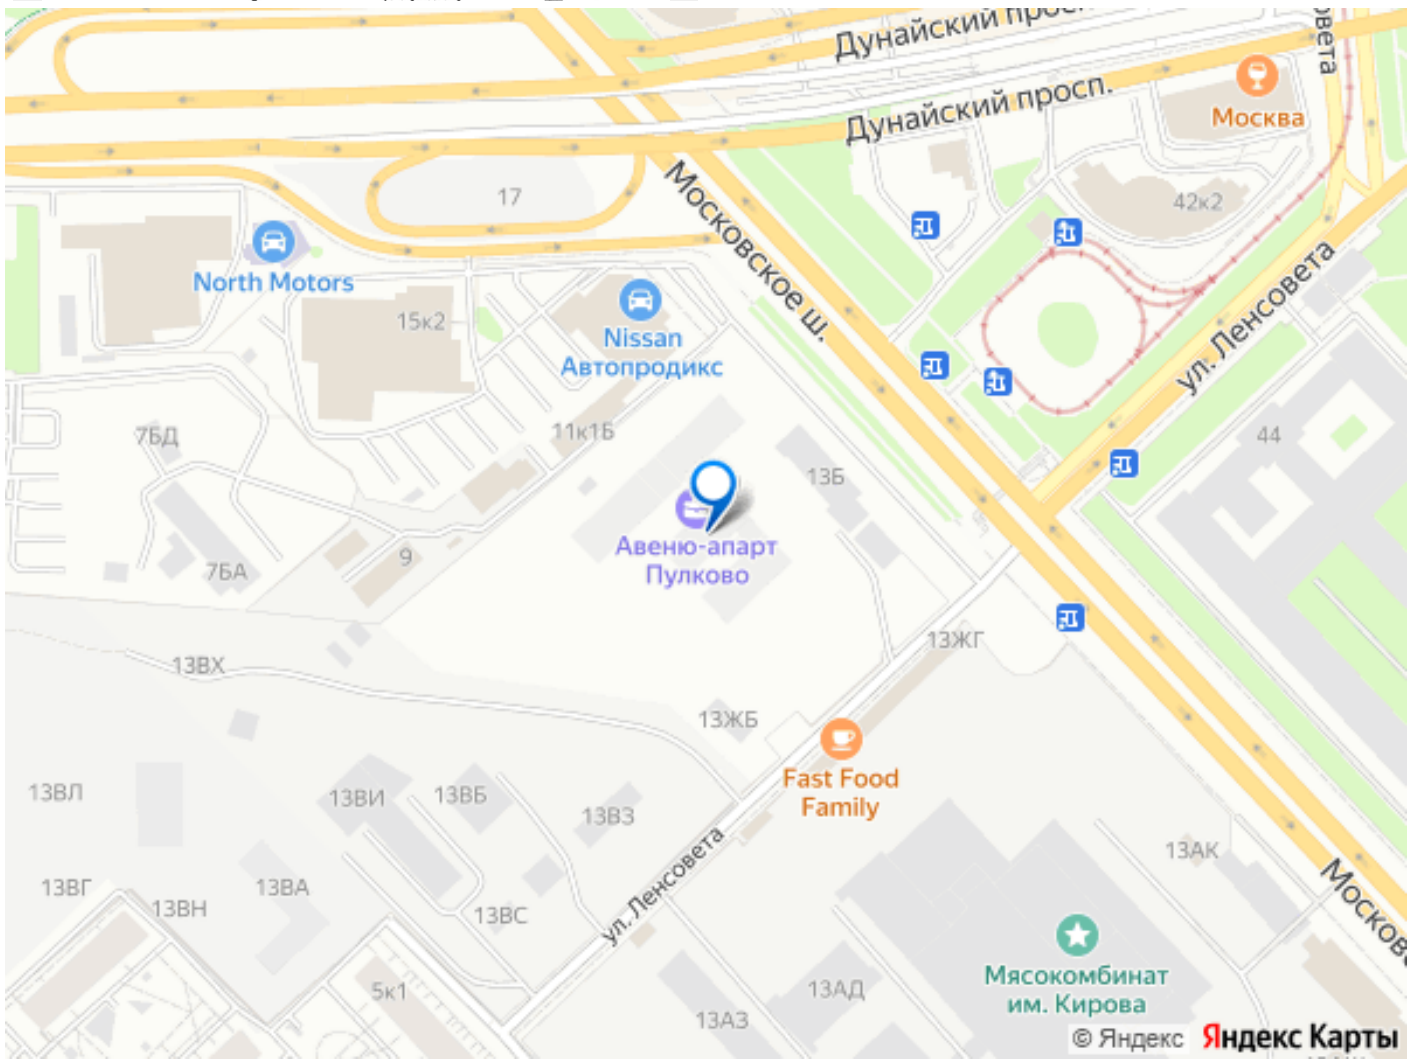 Дунайский
Дунайский просп.
Москва
Московское ш.
17
42к2
North Motors
15к2
Nissan
Автопродикс
ул. Ленсовета
11к1Б
7БД
44
13Б
Авеню-апарт
Пулково
9
7БА
13ЖГ
13ВХ
13ЖБ
Fast Food
Family
13ВЛ
13ВИ
13ВБ
13ВЗ
13АК
ул. Ленсовета
13ВГ
13ВА
13ВН
13ВС
Мясокомбинат
им. Кирова
5к1
13АД
13АЗ
© Яндекс
Яндекс Карты